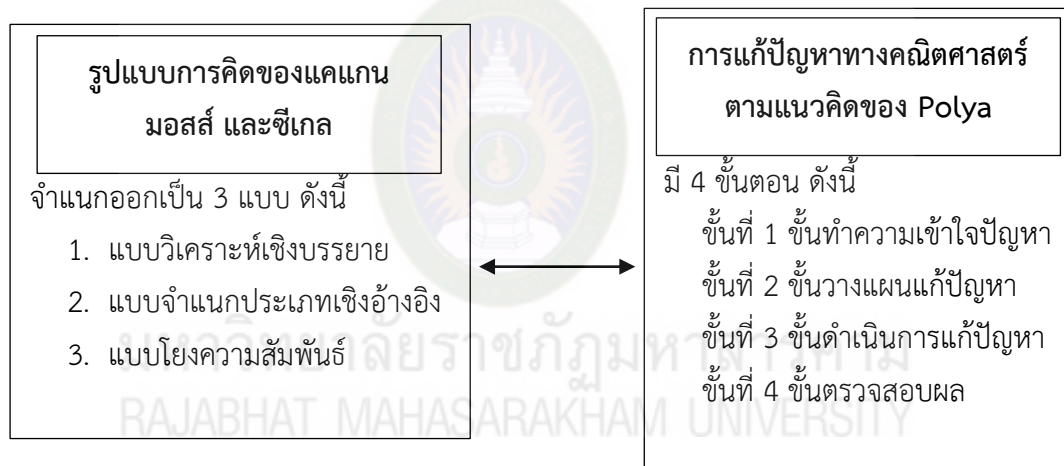 รูปแบบการคิดของแคแกน
มอสส์ และซีเกล
จำแนกออกเป็น 3 แบบ ดังนี้
1. แบบวิเคราะห์เชิงบรรยาย
2. แบบจำแนกประเภทเชิงอ้างอิง
3. แบบโยงความสัมพันธ์
การแก้ปัญหาทางคณิตศาสตร์
ตามแนวคิดของ Polya
มี 4 ขั้นตอน ดังนี้
ขั้นที่ 1 ขั้นทำความเข้าใจปัญหา
ขั้นที่ 2 ขั้นวางแผนแก้ปัญหา
ขั้นที่ 3 ขั้นดำเนินการแก้ปัญหา
ขั้นที่ 4 ขั้นตรวจสอบผล
มหาวิทยาลัยราชภัฏมหาสารคาม
RAJABHAT MAHASARAKHAM UNIVERSITY